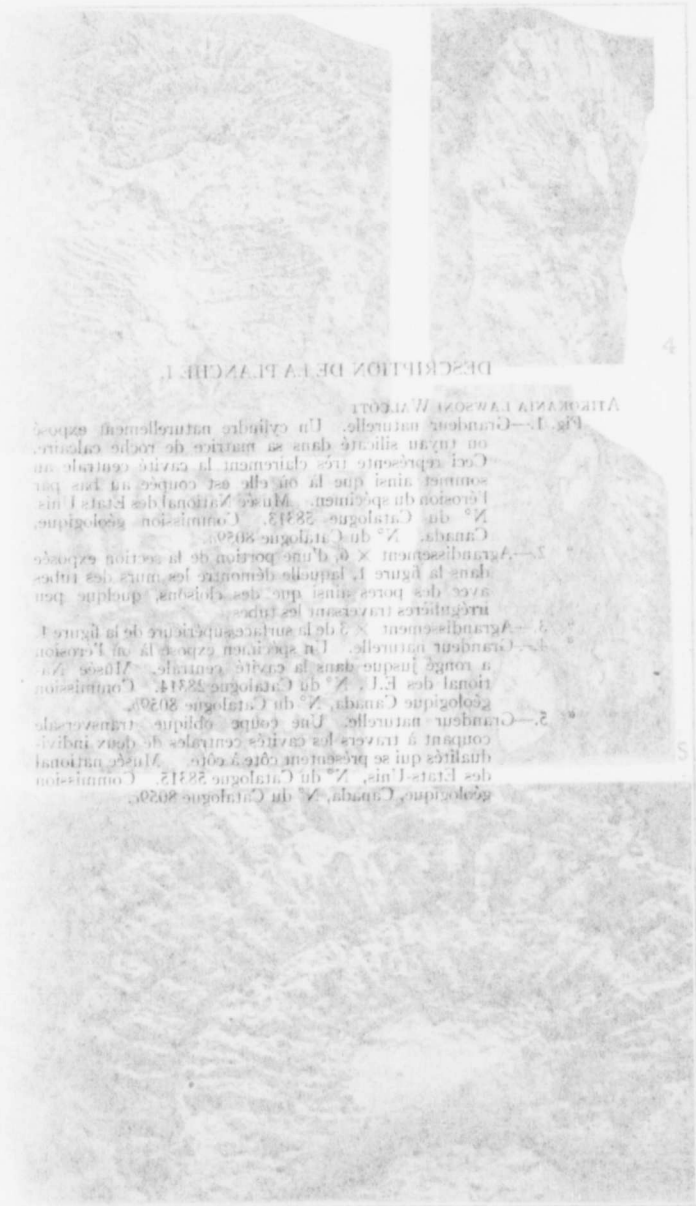 DESCRIPTION DE LA PLANCHE I.
ATIKOKANIA LAWSONI WALCOTT
Fig. 1.—Grandeur naturelle. Un cylindre naturellement exposé
ou tuyau silicaté dans sa matrice de roche calcaire.
Ceci représente très clairement la cavité centrale au
sommet ainsi que là où elle est coupée au bas par
l'érosion du spécimen. Musée National des Etats Unis,
N° du Catalogue 58313. Commission géologique,
Canada. N° du Catalogue 8059
" 2.—Agrandissement × 6, d'une portion de la section exposée
dans la figure 1, laquelle démontre les murs des tubes
avec des pores ainsi que des cloisons, quelque peu
irrégulières traversant les tubes.
" 3.—Agrandissement × 3 de la surface supérieure de la figure 1.
" 4.—Grandeur naturelle. Un spécimen exposé là où l'érosion
a rongé jusque dans la cavité centrale. Musée Na-
tional des E.U. N° du Catalogue 28314. Commission
géologique Canada, N° du Catalogue 8059
" 5.—Grandeur naturelle. Une coupe oblique transversale
coupant à travers les cavités centrales de deux indivi-
dualités qui se présentent côte à côte. Musée national
des Etats-Unis, N° du Catalogue 58315. Commission
géologique, Canada, N° du Catalogue 8059
4
5